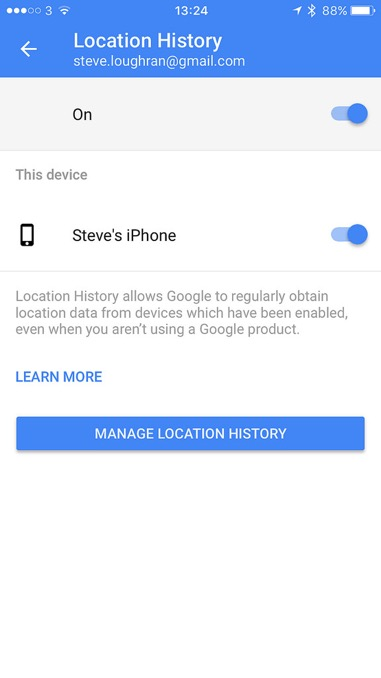 3 13:24 88%
Location History
steve.loughran@gmail.com
On
This device
Steve's iPhone
Location History allows Google to regularly obtain
location data from devices which have been enabled,
even when you aren't using a Google product.
LEARN MORE
MANAGE LOCATION HISTORY